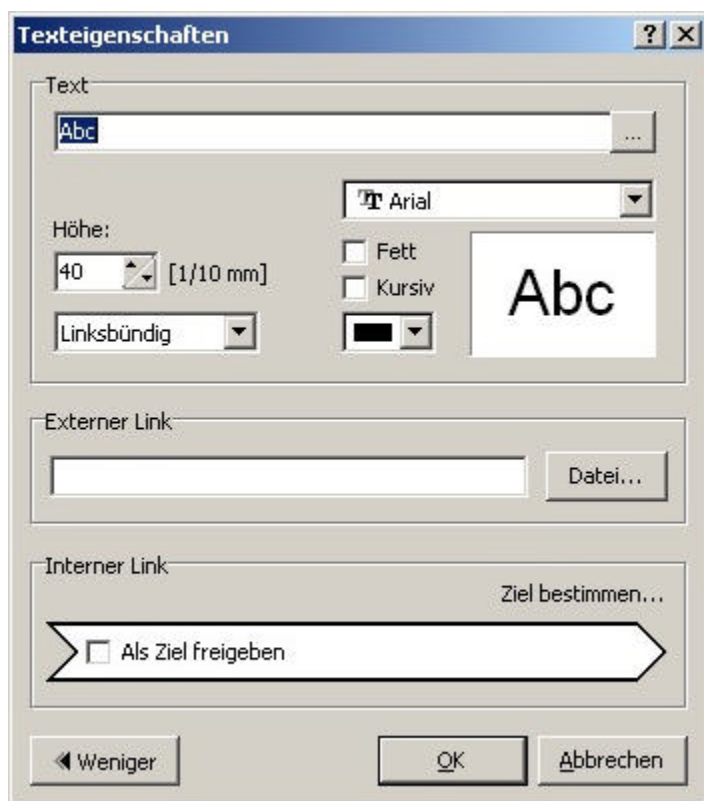 Texteigenschaften
Text
Abc
...
Arial
Höhe:
40 [1/10 mm]
Fett
Kursiv
Abc
Linksbündig
Externer Link
Datei...
Interner Link
Ziel bestimmen...
Als Ziel freigeben
Weniger
OK
Abbrechen